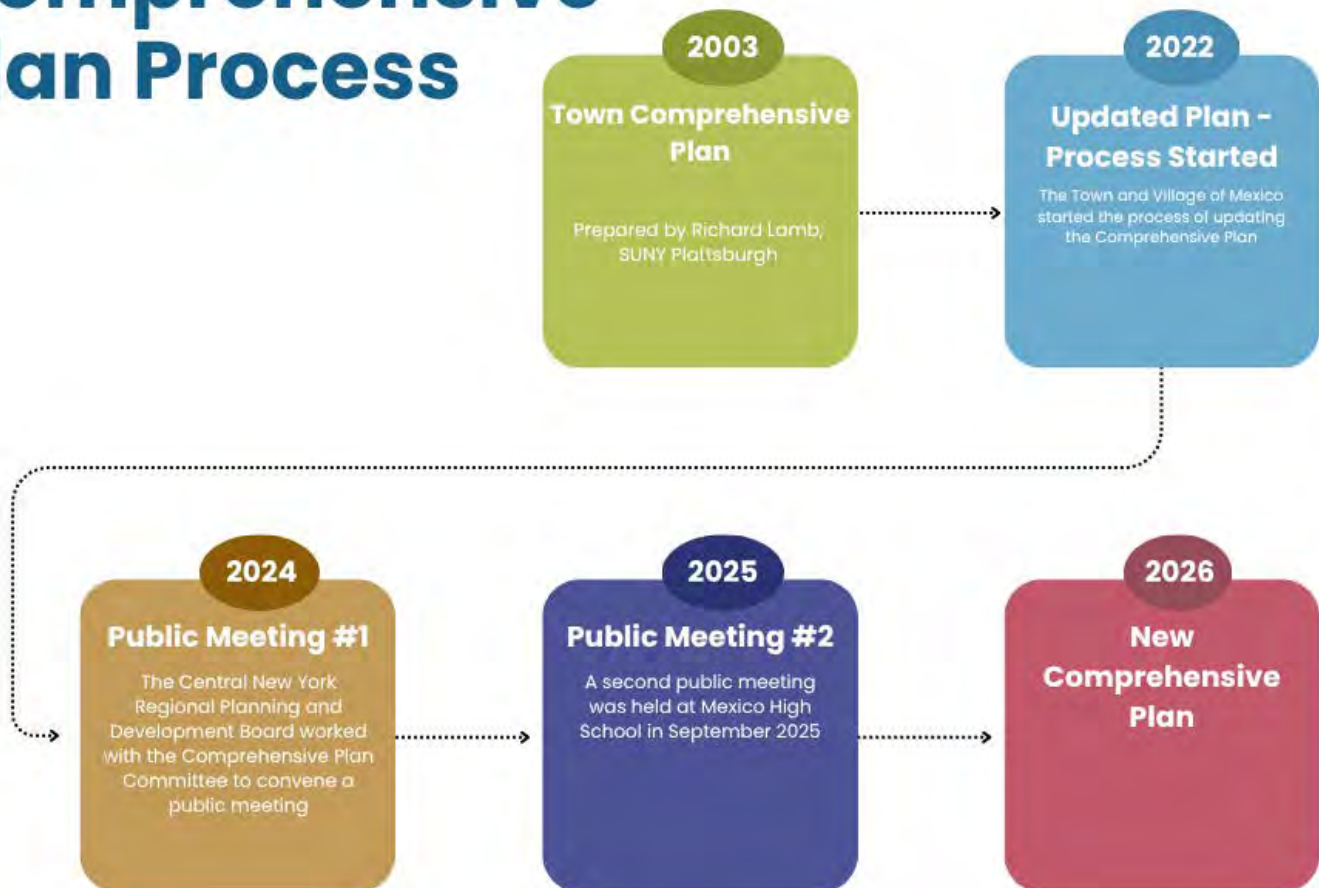 omprehensive
lan Process
2003
Town Comprehensive
Plan
Prepared by Richard Lamb,
SUNY Plattsburgh
2022
Updated Plan -
Process Started
The Town and Village of Mexico
started the process of updating
the Comprehensive Plan
2024
Public Meeting #1
The Central New York
Regional Planning and
Development Board worked
with the Comprehensive Plan
Committee to convene a
public meeting
2025
Public Meeting #2
A second public meeting
was held at Mexico High
School in September 2025
2026
New
Comprehensive
Plan